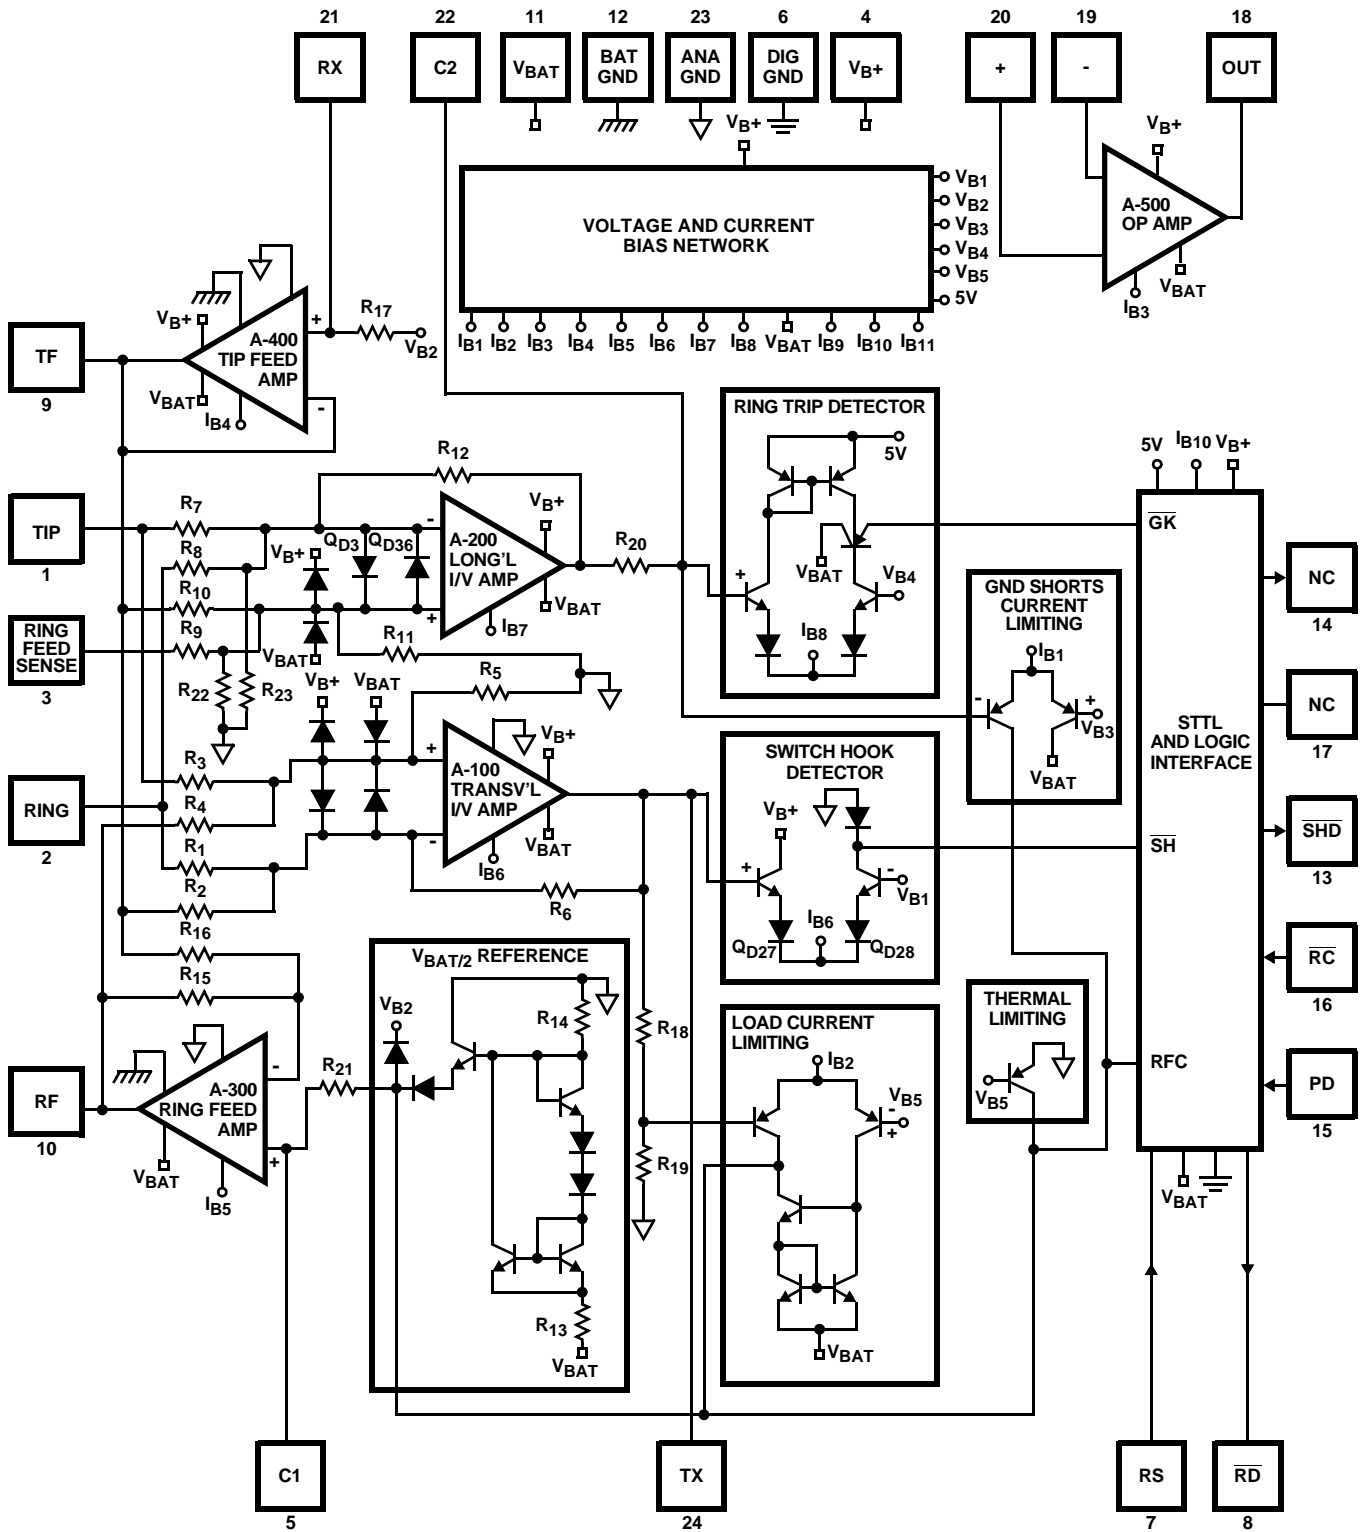 21
22
11
12
23
6
4
20
19
18
RX
C2
VBAT
BAT
GND
ANA
GND
DIG
GND
VB+
+
-
OUT
VB+
VB+
VOLTAGE AND CURRENT
BIAS NETWORK
VB1
VB2
VB3
VB4
VB5
5V
IB1
IB2
IB3
IB4
IB5
IB6
IB7
IB8
VBAT
IB9
IB10
IB11
A-500
OP AMP
VBAT
IB3
TF
9
VB+
A-400
TIP FEED
AMP
+
-
VBAT
IB4
R17
VB2
RING TRIP DETECTOR
5V
VBAT
VB4
+
IB8
5V
IB10
VB+
TIP
1
R7
R8
R10
R9
R12
VB+
QD3
QD36
-
A-200
LONG'L
I/V AMP
+
VB+
VBAT
IB7
R20
RING
FEED
SENSE
3
VBAT
R11
R22
R23
R5
GK
STTL
AND LOGIC
INTERFACE
SH
RFC
NC
14
NC
17
SHD
13
RC
16
PD
15
GND SHORTS
CURRENT
LIMITING
IB1
-
+
VB3
VBAT
VB+
VBAT
+
A-100
TRANSV'L
I/V AMP
-
VB+
VBAT
IB6
RING
2
R3
R4
R1
R2
R16
R15
R6
SWITCH HOOK
DETECTOR
VB+
+
-
VB1
IB6
QD27
QD28
VBAT/2 REFERENCE
VB2
R14
R13
VBAT
R18
R19
LOAD CURRENT
LIMITING
IB2
VB5
-
+
VBAT
THERMAL
LIMITING
VB5
RF
10
A-300
RING FEED
AMP
-
+
VBAT
IB5
R21
VBAT
C1
5
TX
24
RS
7
RD
8